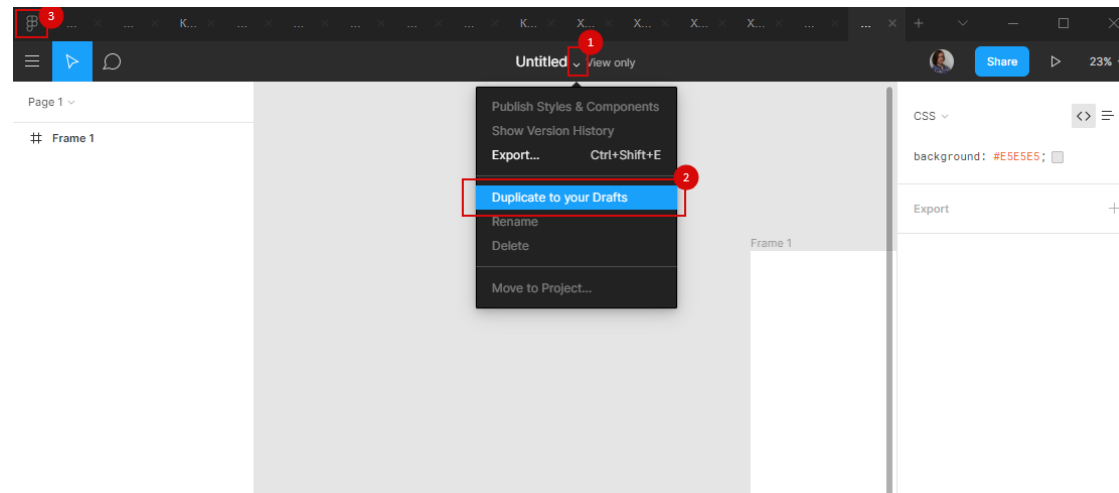 3
... ... K... ... ... ... ... ... K... X... X... X... X... ... ...
1
Untitled View only
Share
23%
Page 1
Frame 1
Publish Styles & Components
Show Version History
Export... Ctrl+Shift+E
2
Duplicate to your Drafts
Rename
Delete
Move to Project...
Frame 1
CSS
background: #E5E5E5;
Export